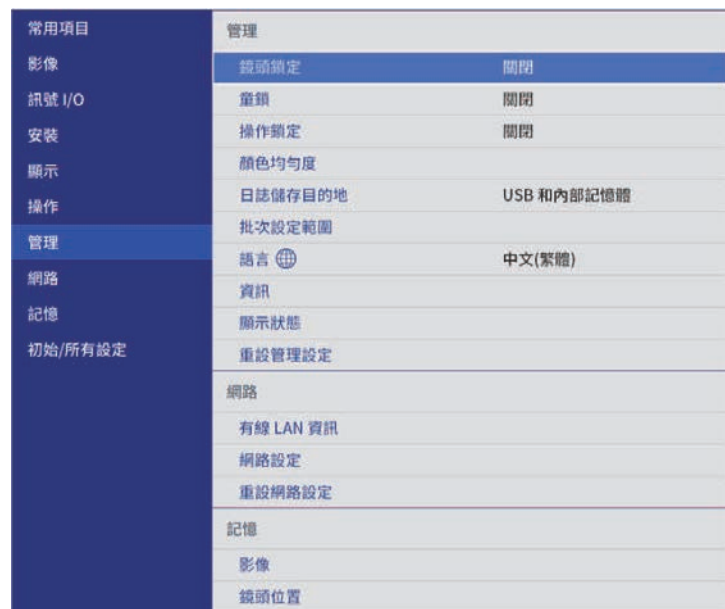 常用項目
影像
訊號 I/O
安裝
顯示
操作
管理
網路
記憶
初始/所有設定
管理
鏡頭鎖定 關閉
童鎖 關閉
操作鎖定 關閉
顏色均勻度
日誌儲存目的地 USB 和內部記憶體
批次設定範圍
語言 中文(繁體)
資訊
顯示狀態
重設管理設定
網路
有線 LAN 資訊
網路設定
重設網路設定
記憶
影像
鏡頭位置